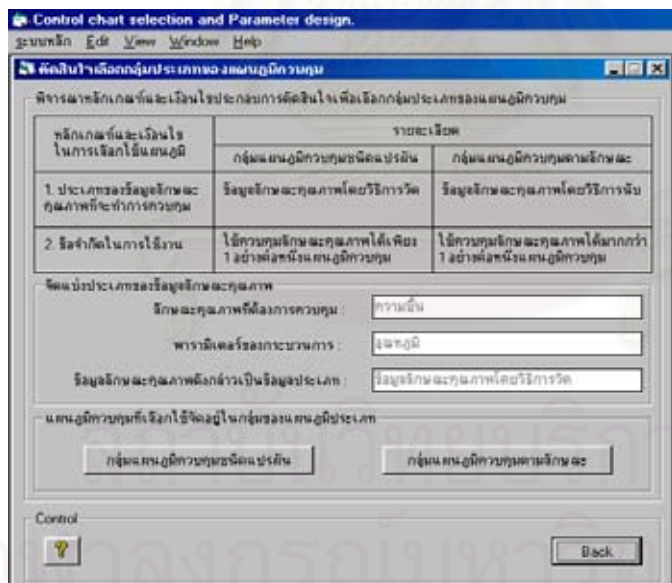 Control chart selection and Parameter design.
ระบบหลัก Edit View Window Help
ตัดสินใจเลือกกลุ่มประเภทของแผนภูมิควบคุม
พิจารณาหลักเกณฑ์และเงื่อนไขประกอบการตัดสินใจเพื่อเลือกกลุ่มประเภทของแผนภูมิควบคุม
หลักเกณฑ์และเงื่อนไข
ในการเลือกใช้แผนภูมิ
รายละเอียด
กลุ่มแผนภูมิควบคุมชนิดแปรผัน
กลุ่มแผนภูมิควบคุมตามลักษณะ
1. ประเภทของข้อมูลลักษณะ
คุณภาพที่จะทำการควบคุม
ข้อมูลลักษณะคุณภาพโดยวิธีการวัด
ข้อมูลลักษณะคุณภาพโดยวิธีการนับ
2. ข้อจำกัดในการใช้งาน
ใช้ควบคุมลักษณะคุณภาพได้เพียง
1 อย่างต่อหนึ่งแผนภูมิควบคุม
ใช้ควบคุมลักษณะคุณภาพได้มากกว่า
1 อย่างต่อหนึ่งแผนภูมิควบคุม
จัดแบ่งประเภทของข้อมูลลักษณะคุณภาพ
ลักษณะคุณภาพที่ต้องการควบคุม : ความชื้น
พารามิเตอร์ของกระบวนการ : อุณหภูมิ
ข้อมูลลักษณะคุณภาพดังกล่าวเป็นข้อมูลประเภท : ข้อมูลลักษณะคุณภาพโดยวิธีการวัด
แผนภูมิควบคุมที่เลือกใช้จัดอยู่ในกลุ่มของแผนภูมิประเภท
กลุ่มแผนภูมิควบคุมชนิดแปรผัน
กลุ่มแผนภูมิควบคุมตามลักษณะ
Control
?
Back